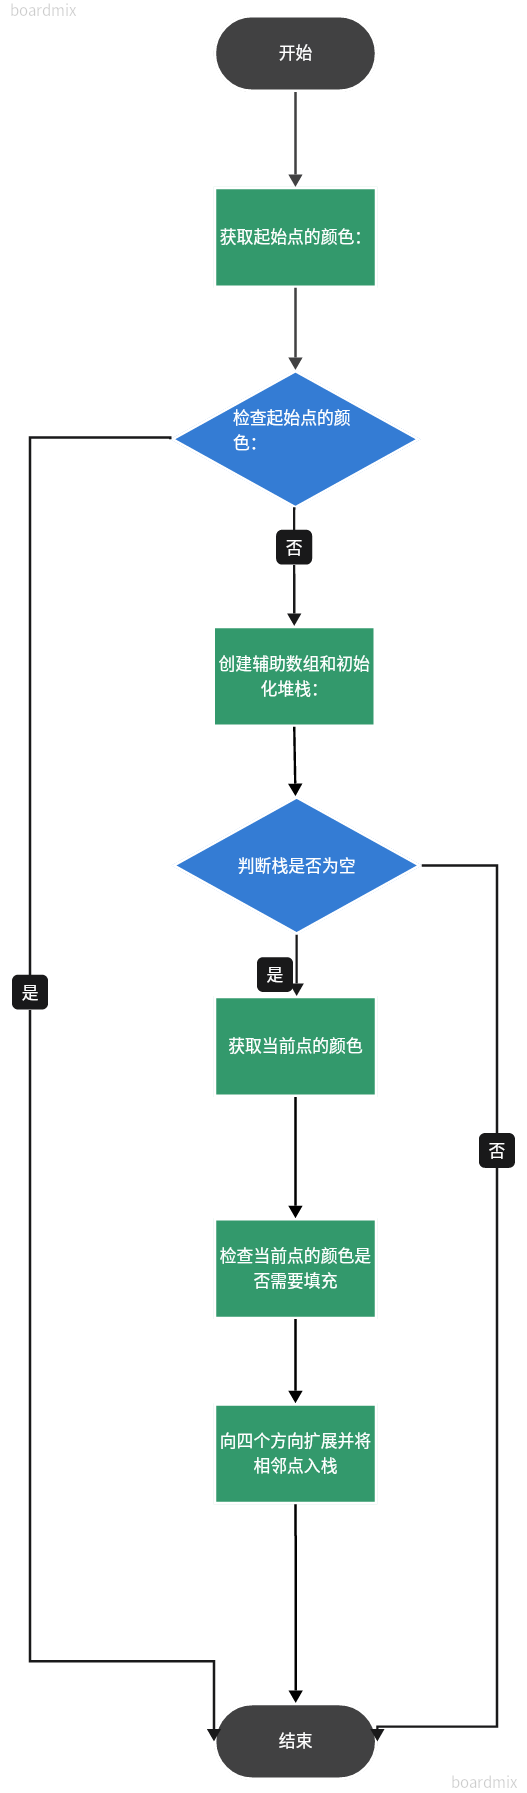 boardmix
开始
获取起始点的颜色：
检查起始点的颜
色：
否
创建辅助数组和初始
化堆栈：
判断栈是否为空
是
是
获取当前点的颜色
否
检查当前点的颜色是
否需要填充
向四个方向扩展并将
相邻点入栈
结束
boardmix